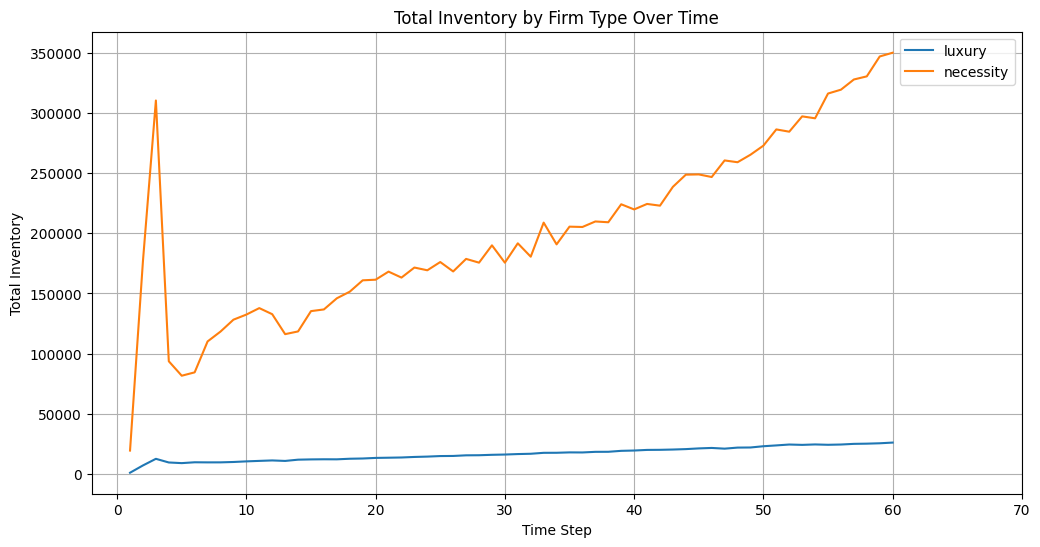 Total Inventory by Firm Type Over Time
luxury
necessity
Total Inventory
350000
300000
250000
200000
150000
100000
50000
0
0 10 20 30 40 50 60 70
Time Step